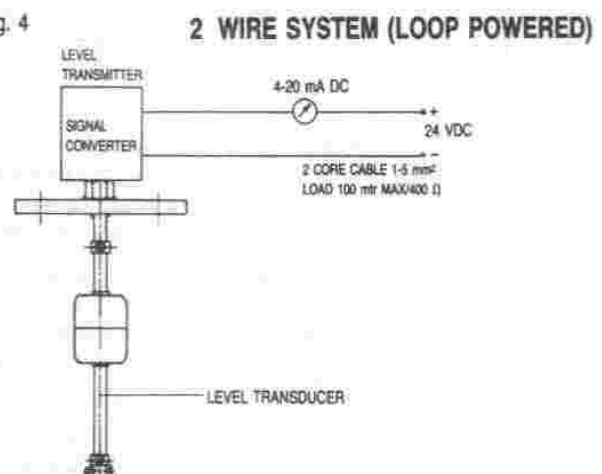 g. 4
2 WIRE SYSTEM (LOOP POWERED)
LEVEL
TRANSMITTER
4-20 mA DC
SIGNAL
CONVERTER
+
24 VDC
-
2 CORE CABLE 1-5 mm²
LOAD 100 mtr MAX/400 Ω
LEVEL TRANSDUCER